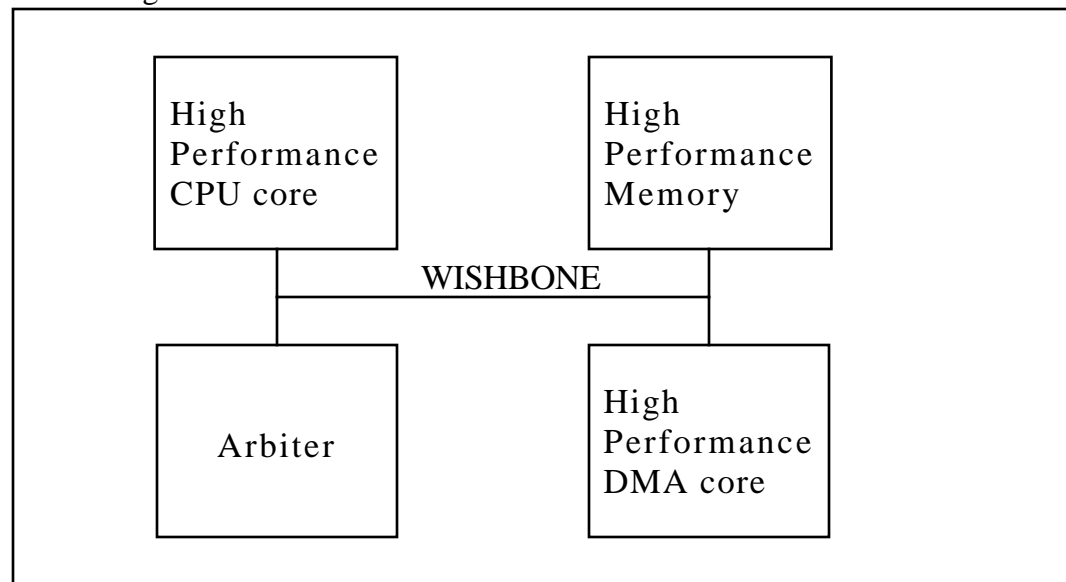 High
Performance
CPU core
High
Performance
Memory
WISHBONE
Arbiter
High
Performance
DMA core